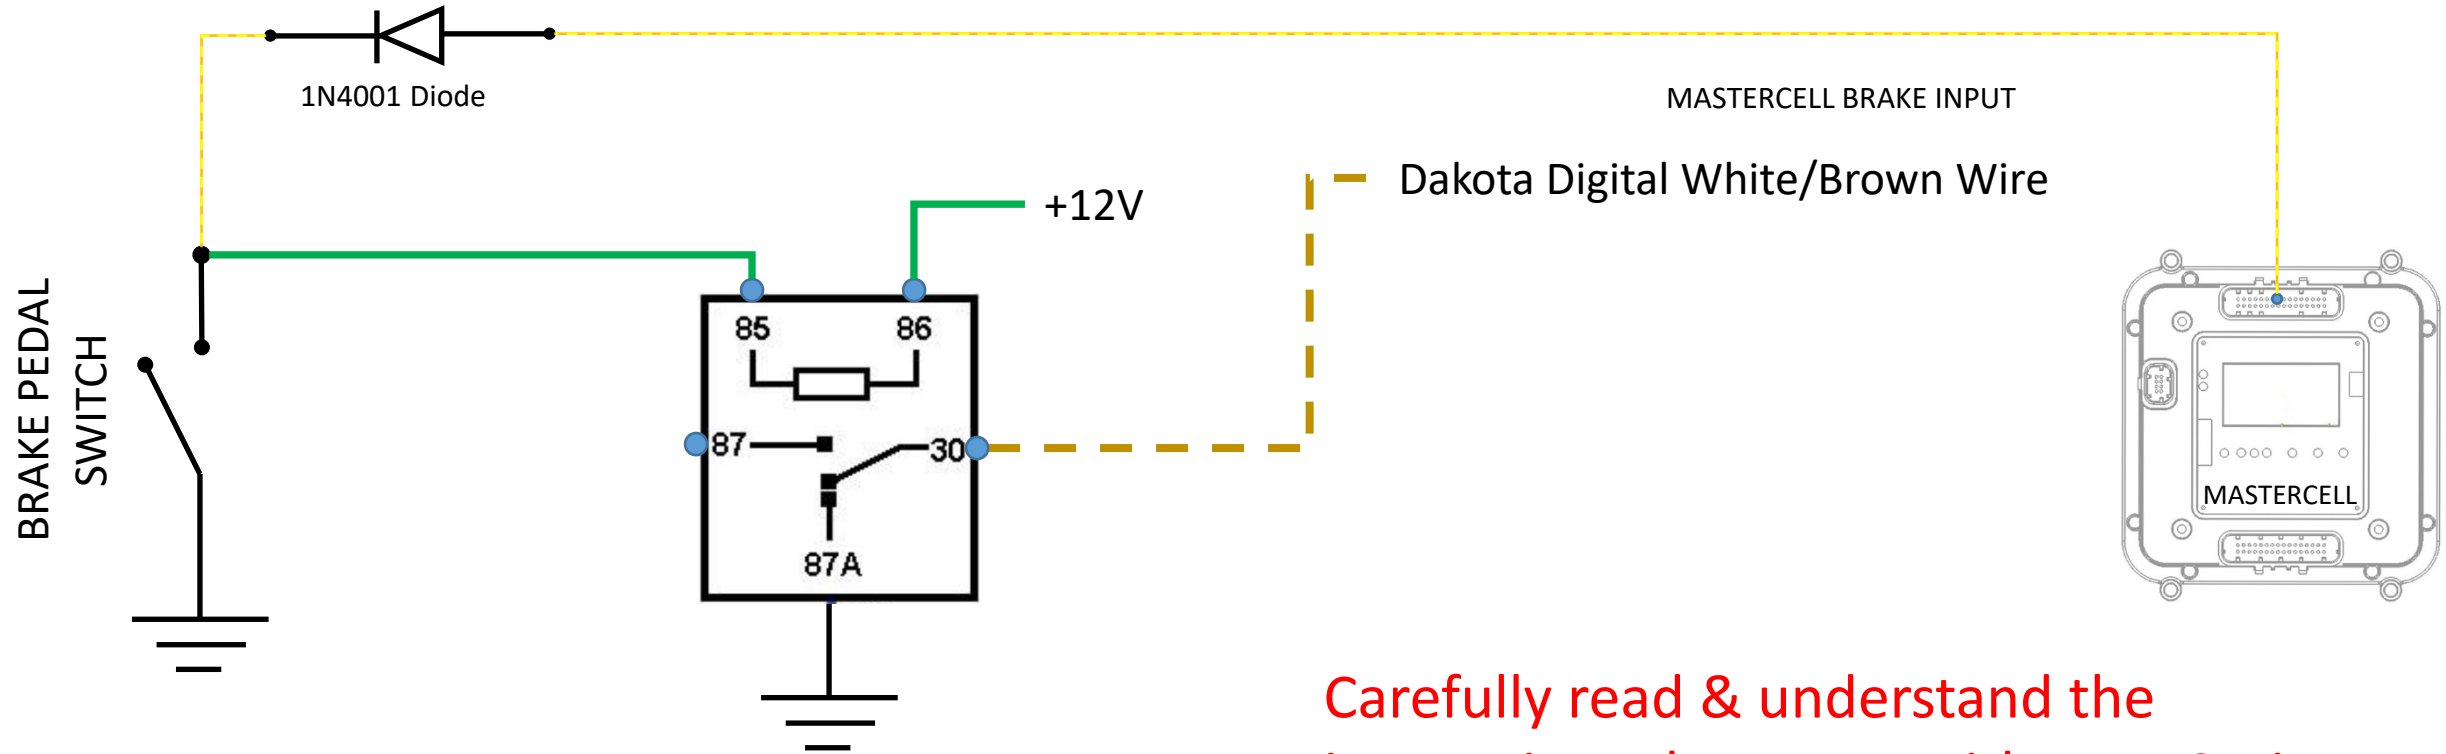 1N4001 Diode
MASTERCELL BRAKE INPUT
Dakota Digital White/Brown Wire
+12V
BRAKE PEDAL
SWITCH
85
86
87
30
87A
MASTERCELL
Carefully read & understand the